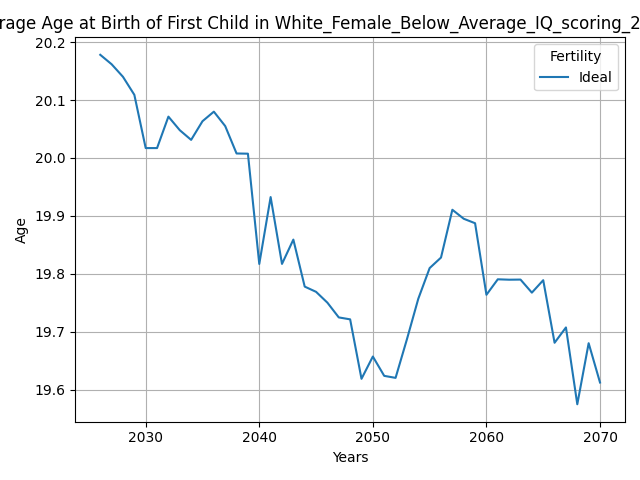 rage Age at Birth of First Child in White_Female_Below_Average_IQ_scoring_2
20.2
20.1
20.0
19.9
19.8
19.7
19.6
Age
Fertility
Ideal
2030 2040 2050 2060 2070
Years